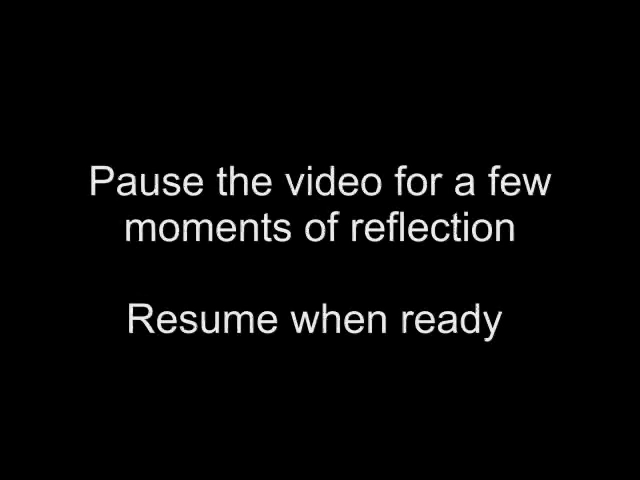 Pause the video for a few
moments of reflection
Resume when ready